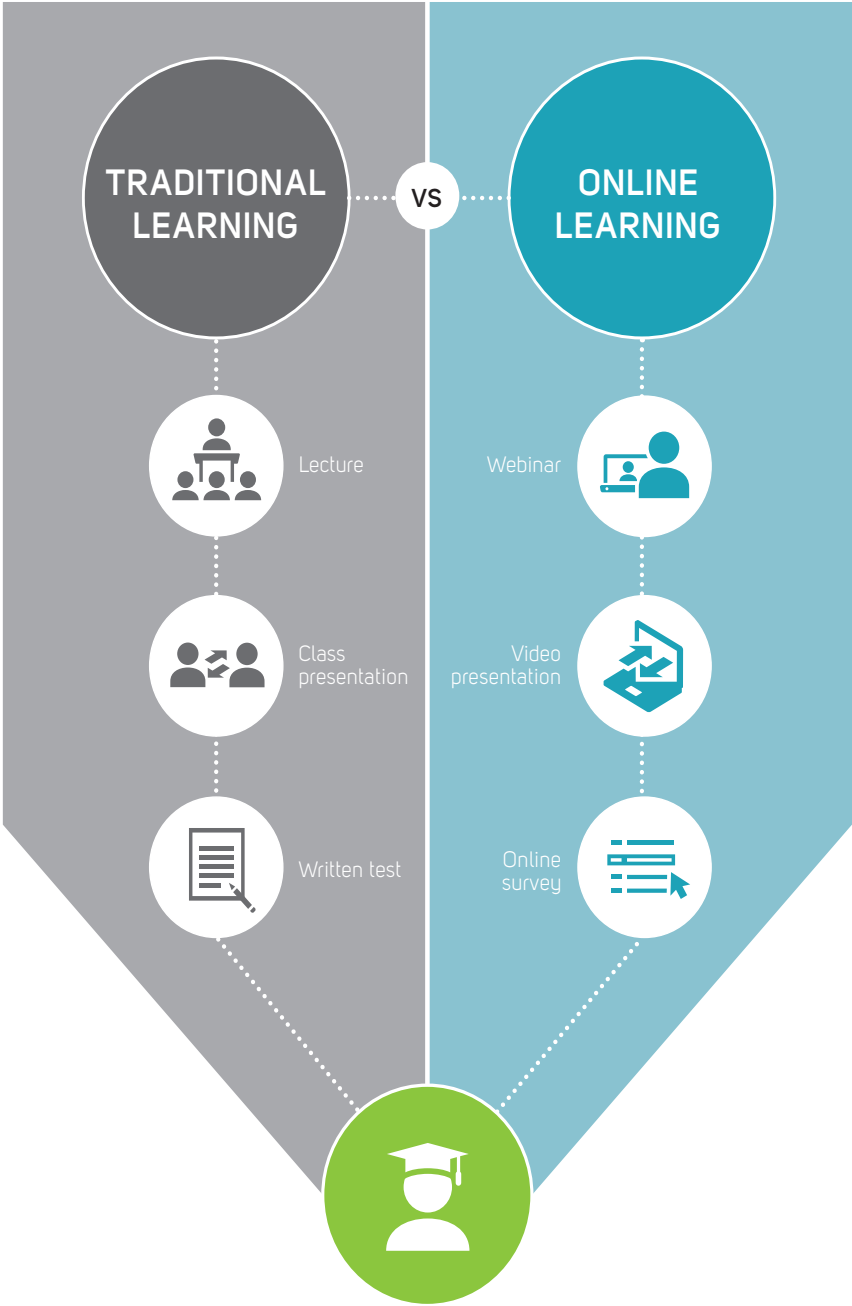 TRADITIONAL
LEARNING
VS
ONLINE
LEARNING
Lecture
Webinar
Class
presentation
Video
presentation
Written test
Online
survey